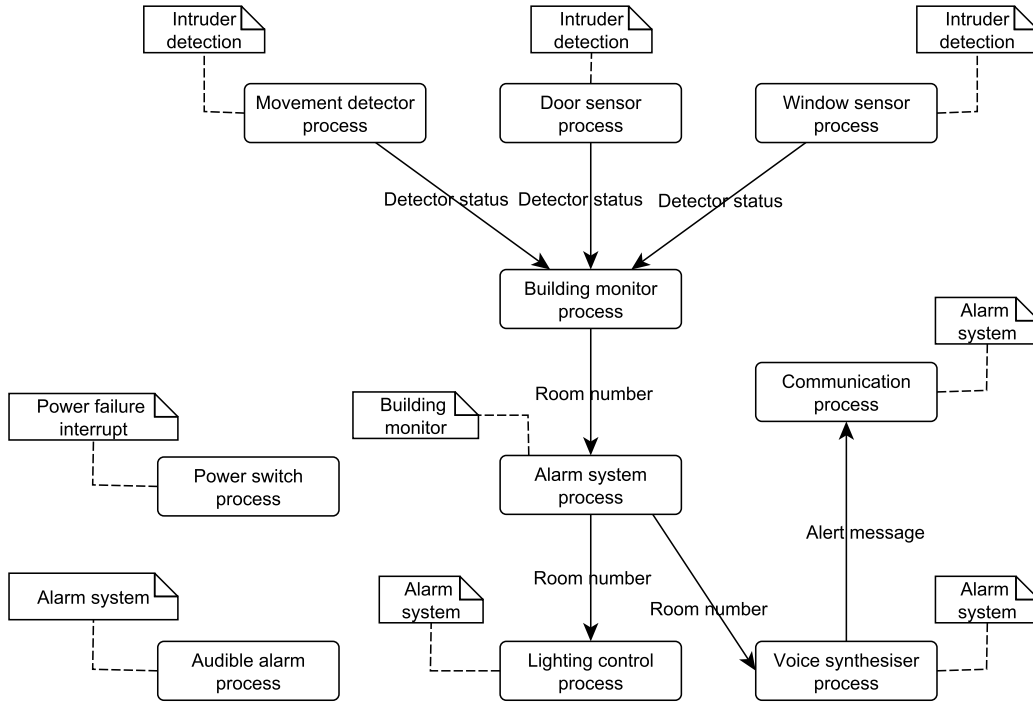 Intruder
detection
Intruder
detection
Intruder
detection
Movement detector
process
Door sensor
process
Window sensor
process
Detector status
Detector status
Detector status
Building monitor
process
Alarm
system
Room number
Communication
process
Power failure
interrupt
Building
monitor
Power switch
process
Alarm system
process
Alert message
Room number
Alarm system
Alarm
system
Alarm
system
Room number
Audible alarm
process
Lighting control
process
Voice synthesiser
process